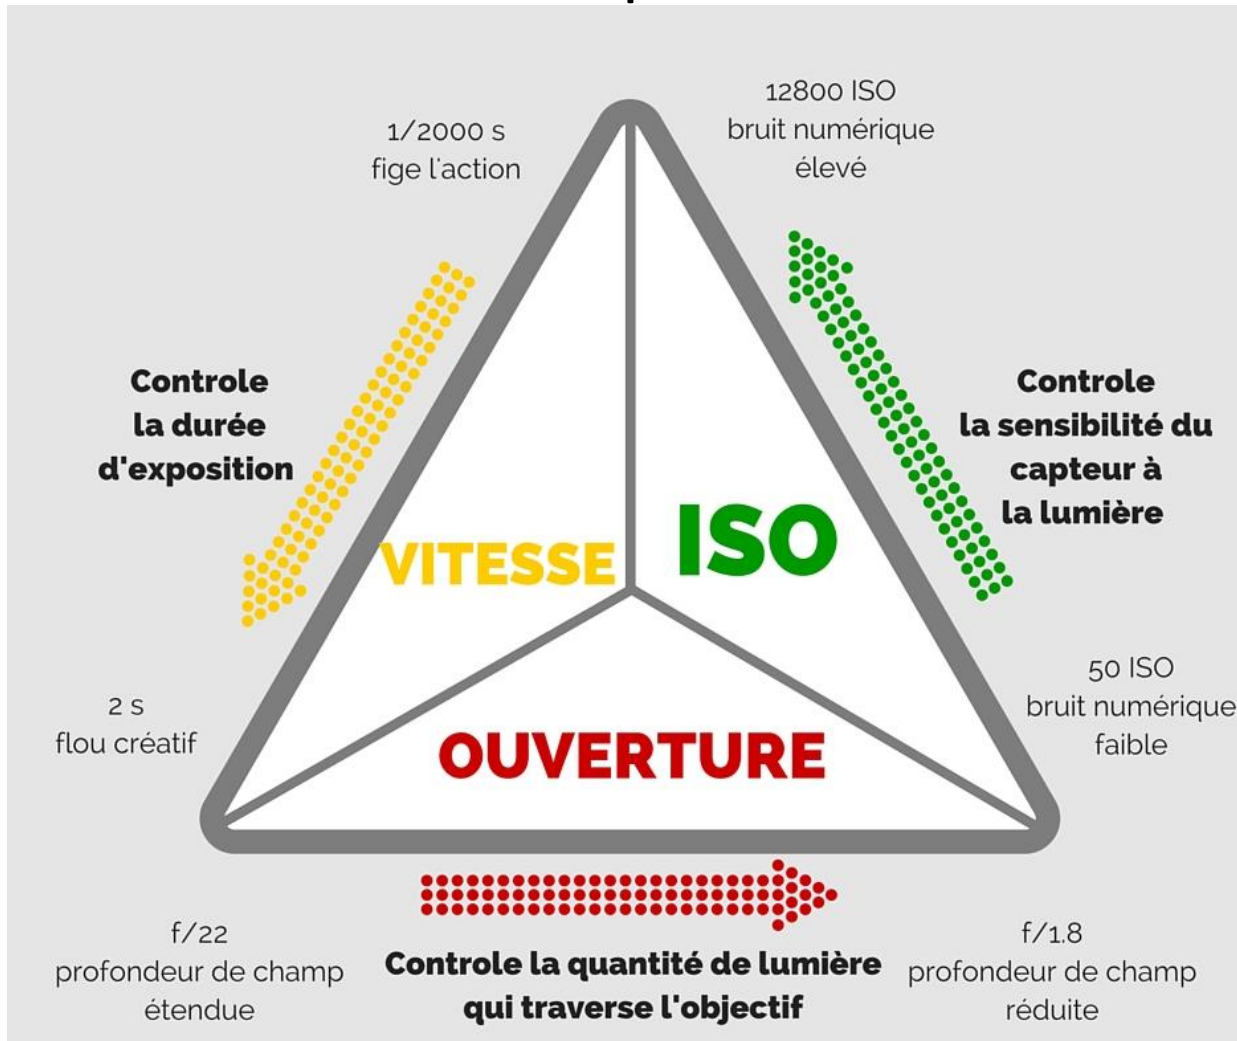 1/2000 s
fige l'action
12800 ISO
bruit numérique
élevé
Controle
la durée
d'exposition
Controle
la sensibilité du
capteur à
la lumière
VITESSE
ISO
OUVERTURE
2 s
flou créatif
50 ISO
bruit numérique
faible
f/22
profondeur de champ
étendue
Controle la quantité de lumière
qui traverse l'objectif
f/1.8
profondeur de champ
réduite